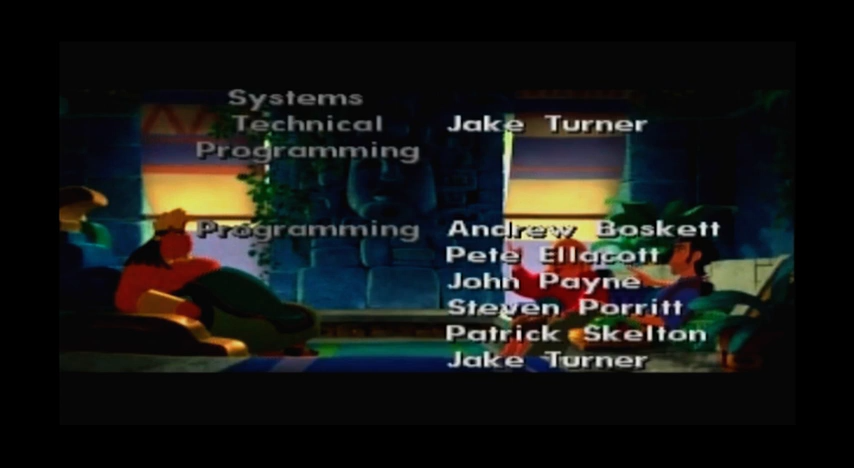 Systems
Technical Jake Turner
Programming
Programming Andrew Boskett
Pete Ellacott
John Payne
Steven Porritt
Patrick Skelton
Jake Turner